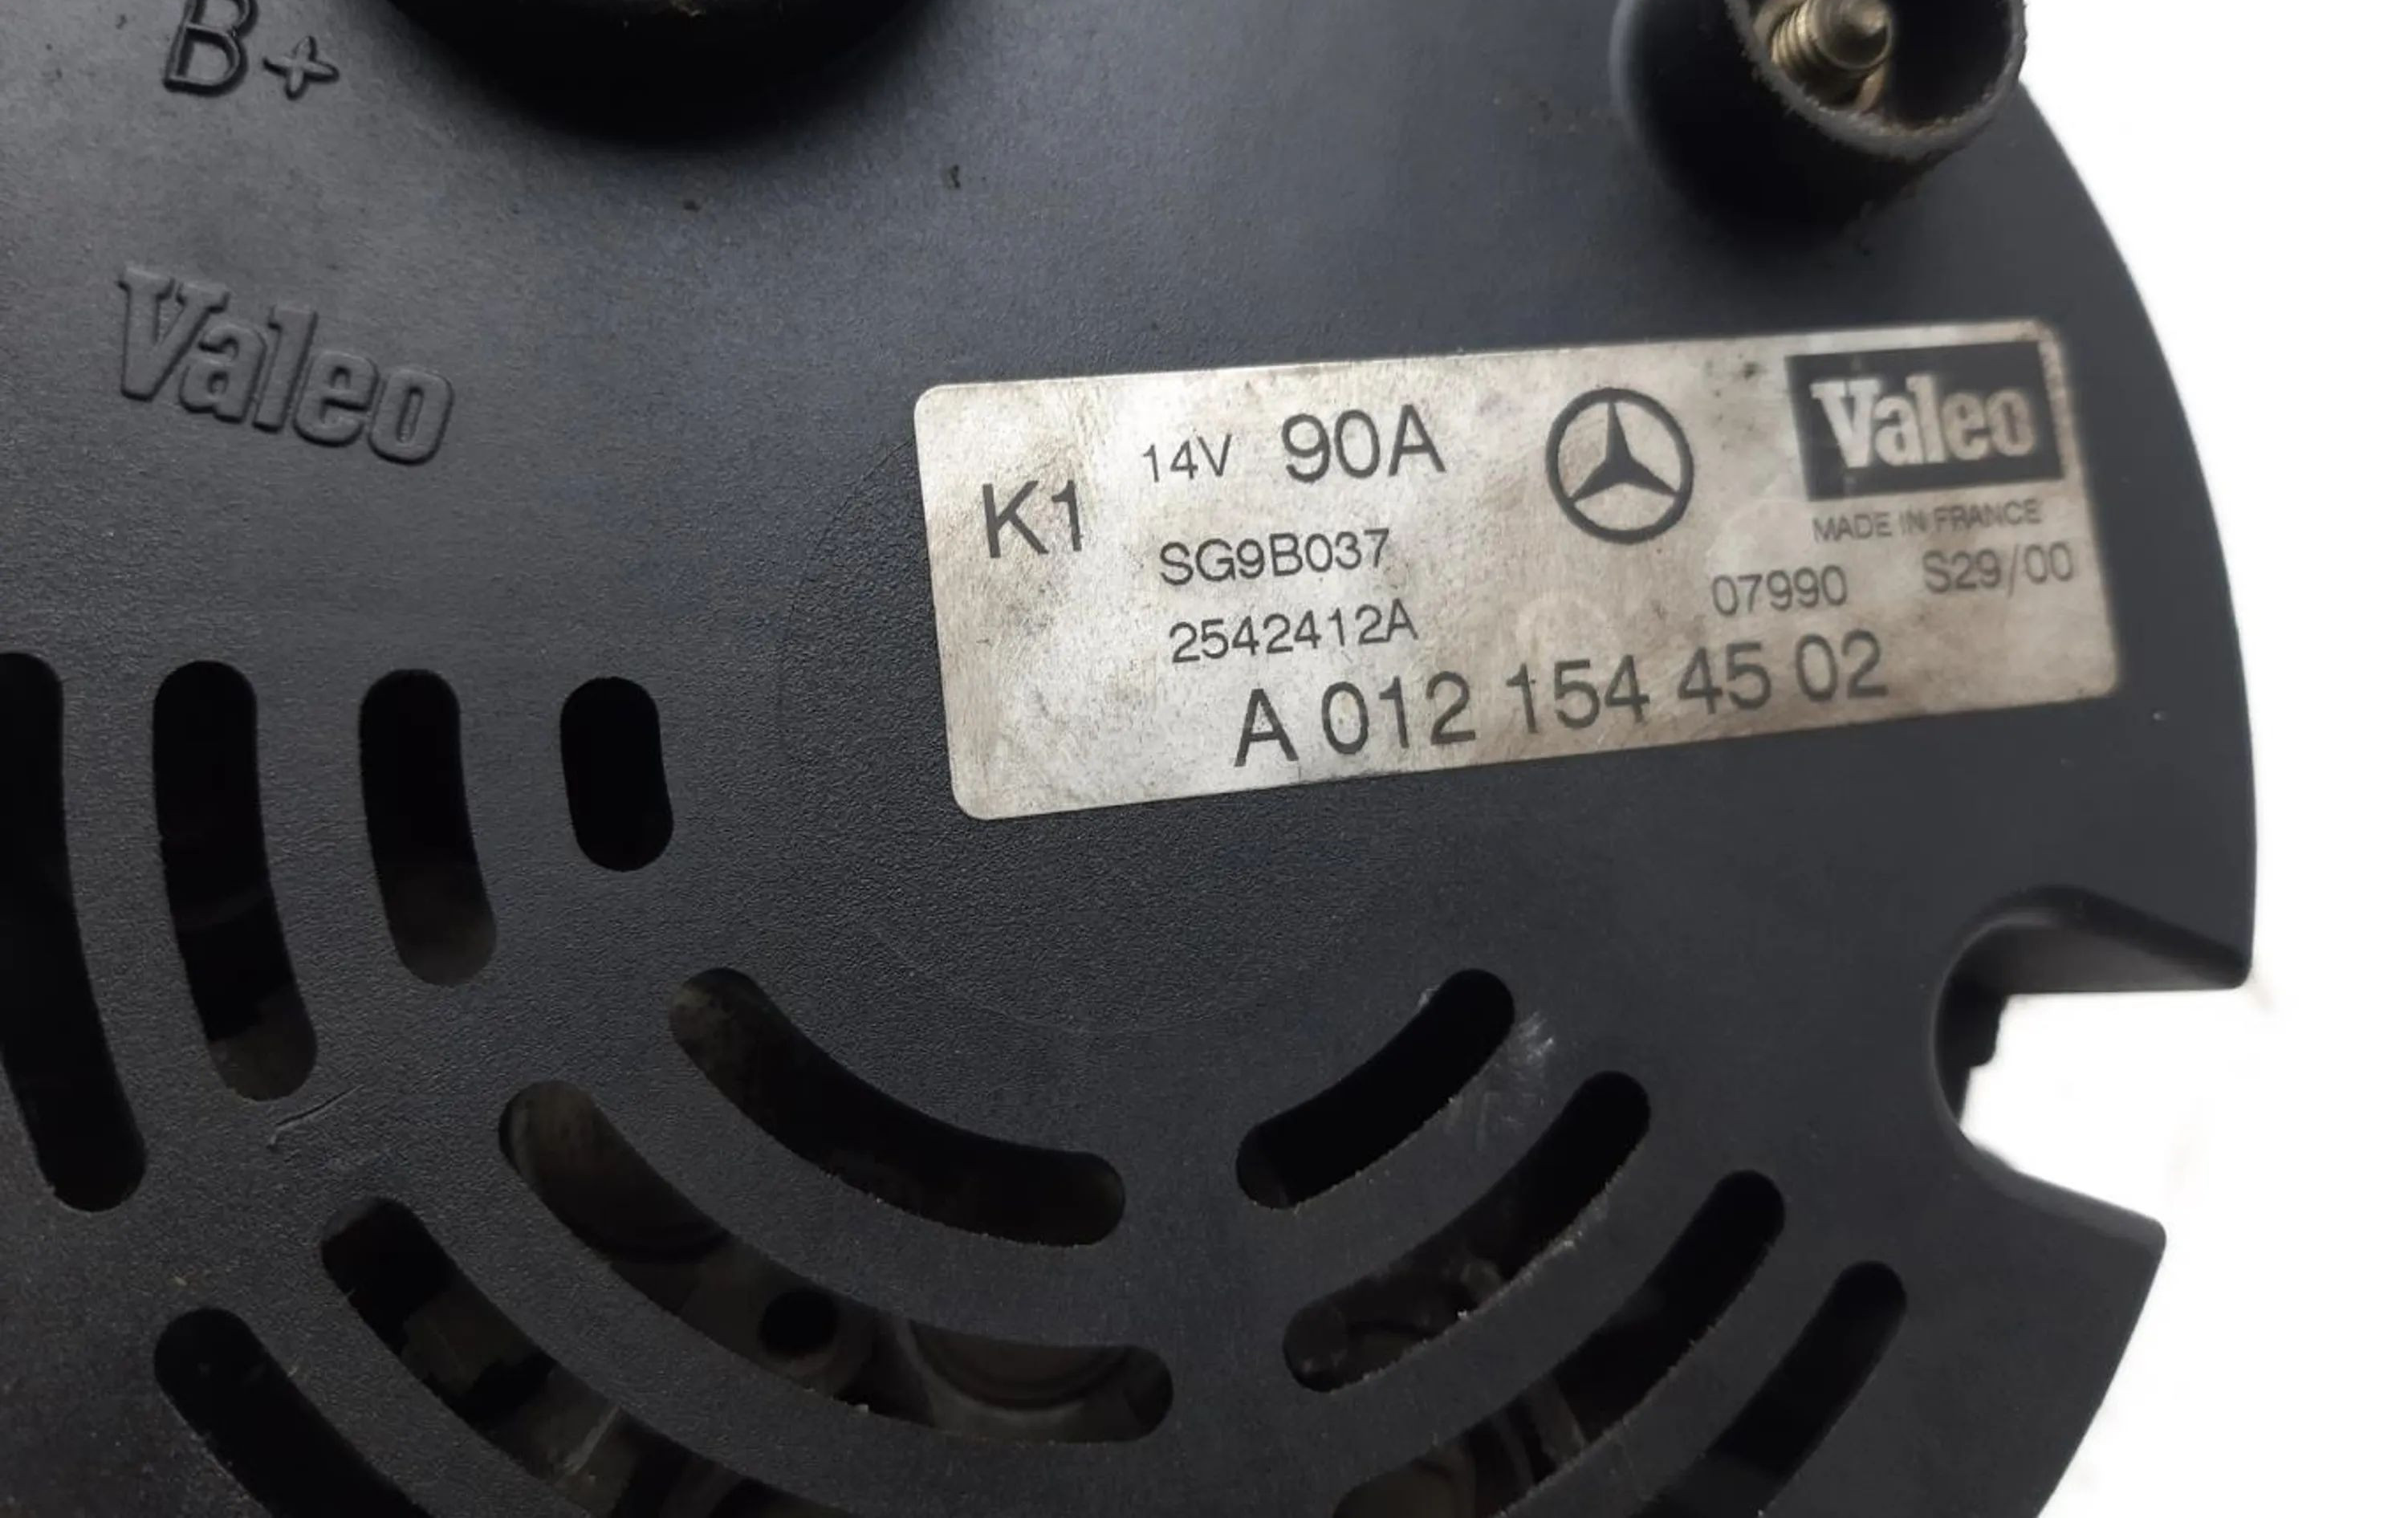 B+
Valeo
K1 14V 90A Valeo
MADE IN FRANCE
SG9B037
07990 S29/00
2542412A
A 012 154 45 02